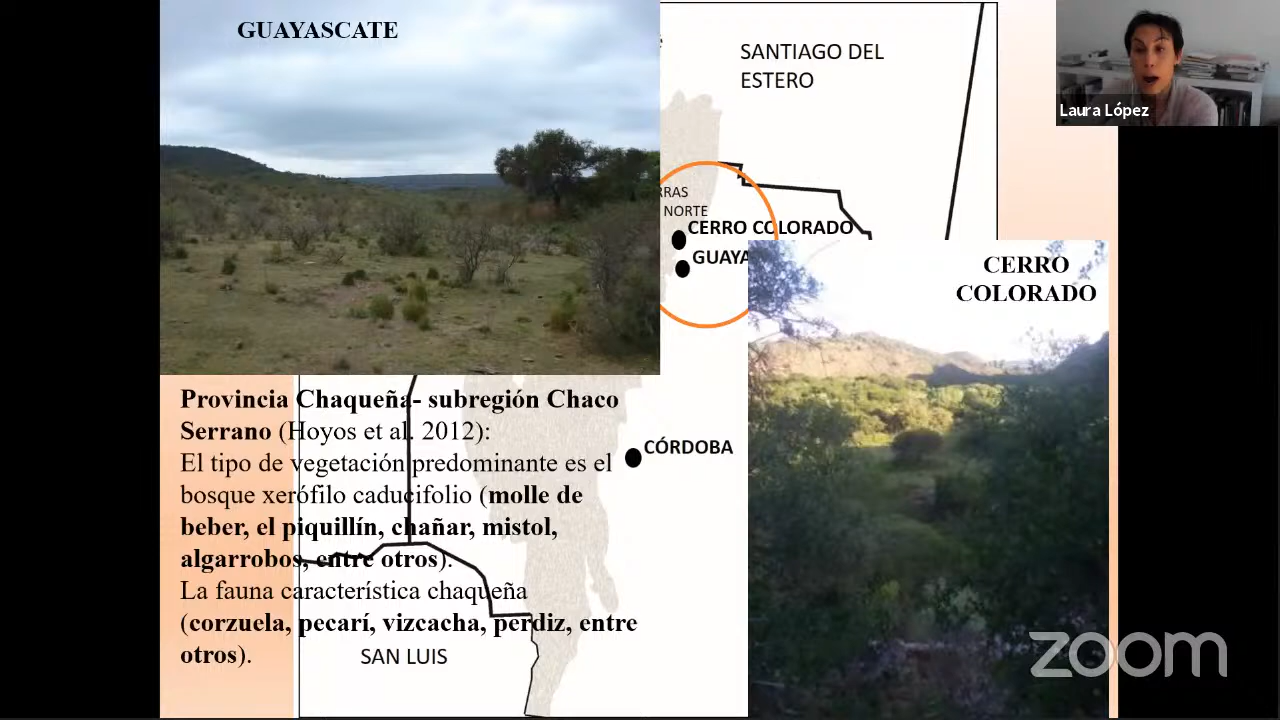 GUAYASCATE
SANTIAGO DEL
ESTERO
Laura López
RRAS
NORTE
CERRO COLORADO
GUAYA
CERRO
COLORADO
Provincia Chaqueña- subregión Chaco
Serrano (Hoyos et al. 2012):
El tipo de vegetación predominante es el
bosque xerófilo caducifolio (molle de
beber, el piquillín, chañar, mistol,
algarrobos, entre otros).
La fauna característica chaqueña
(corzuela, pecarí, vizcacha, perdiz, entre
otros).
CÓRDOBA
SAN LUIS
zoom